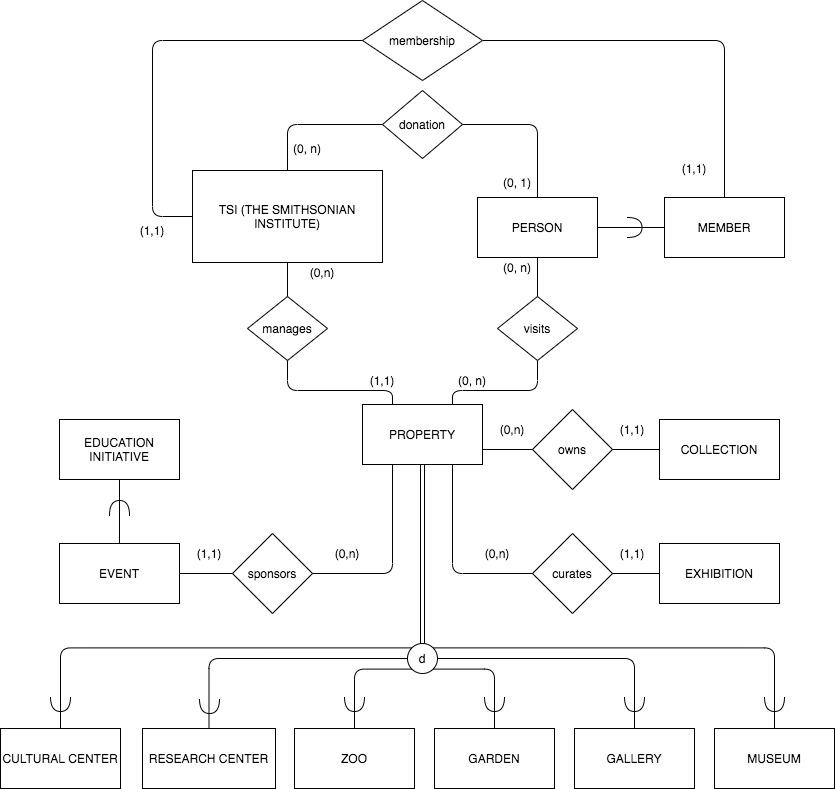 membership
donation
(0, n)
(0, 1)
(1,1)
TSI (THE SMITHSONIAN
INSTITUTE)
PERSON
MEMBER
(1,1)
(0,n)
(0, n)
manages
visits
(1,1)
(0, n)
PROPERTY
(0,n)
owns
(1,1)
COLLECTION
EDUCATION
INITIATIVE
EVENT
(1,1)
sponsors
(0,n)
(0,n)
curates
(1,1)
EXHIBITION
d
CULTURAL CENTER
RESEARCH CENTER
ZOO
GARDEN
GALLERY
MUSEUM